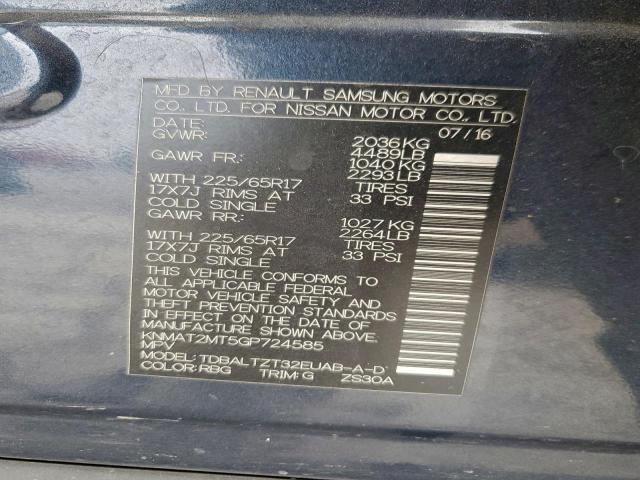 MFD BY RENAULT SAMSUNG MOTORS
CO. LTD. FOR NISSAN MOTOR CO., LTD.
DATE: 07/16
GVWR: 2036KG
4489LB
GAWR FR: 1040KG
2293LB
WITH 225/65R17 TIRES
17X7J RIMS AT 33 PSI
COLD SINGLE
GAWR RR: 1027KG
2264LB
WITH 225/65R17 TIRES
17X7J RIMS AT 33 PSI
COLD SINGLE
THIS VEHICLE CONFORMS TO
ALL APPLICABLE FEDERAL
MOTOR VEHICLE SAFETY AND
THEFT PREVENTION STANDARDS
IN EFFECT ON THE DATE OF
MANUFACTURE SHOWN ABOVE.
KNMAT2MT5GP724585
MPV
MODEL: TDBALTZT32EUAB-A-D
COLOR: RBG TRIM: G ZS30A